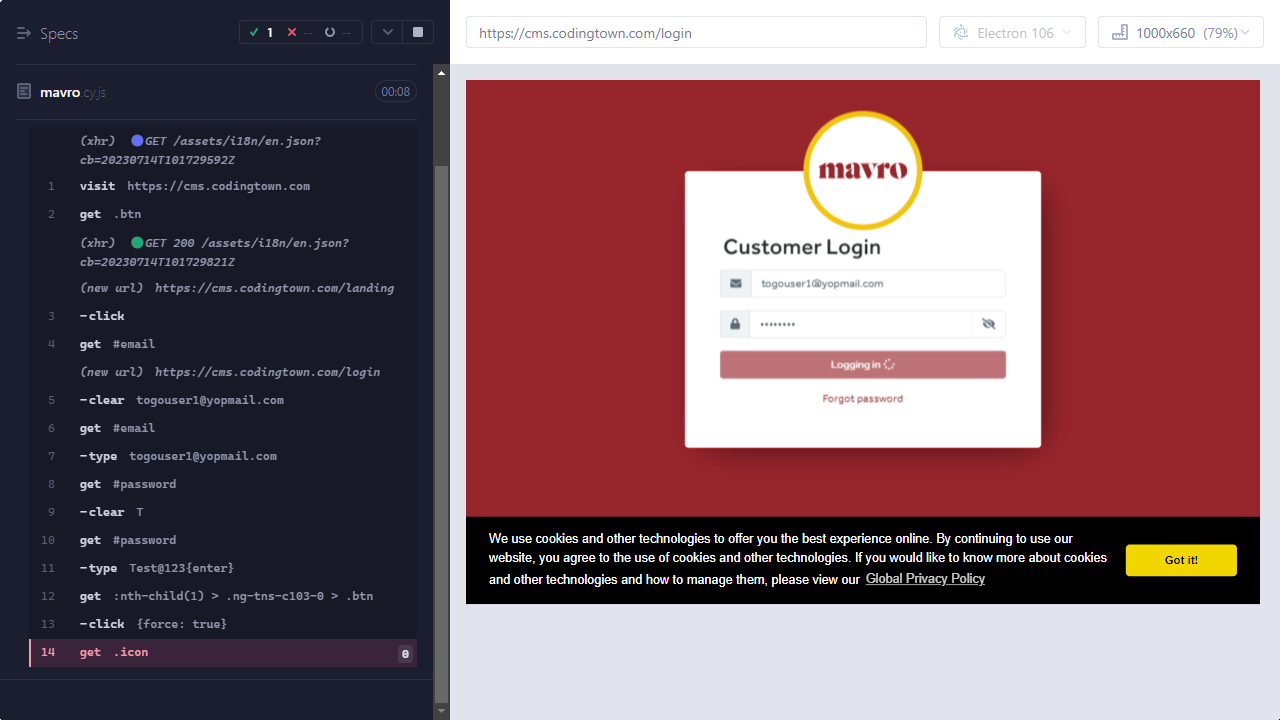 Specs
1 -- --
mavro.cy.js 00:08
(xhr) GET /assets/i18n/en.json?
cb=20230714T101729592Z
1 visit https://cms.codingtown.com
2 get .btn
(xhr) GET 200 /assets/i18n/en.json?
cb=20230714T101729821Z
(new url) https://cms.codingtown.com/landing
3 -click
4 get #email
(new url) https://cms.codingtown.com/login
5 -clear togouser1@yopmail.com
6 get #email
7 -type togouser1@yopmail.com
8 get #password
9 -clear T
10 get #password
11 -type Test@123{enter}
12 get :nth-child(1) > .ng-tns-c103-0 > .btn
13 -click {force: true}
14 get .icon 0
https://cms.codingtown.com/login
Electron 106
1000x660 (79%)
mavro
Customer Login
togouser1@yopmail.com
••••••••
Logging in
Forgot password
We use cookies and other technologies to offer you the best experience online. By continuing to use our
website, you agree to the use of cookies and other technologies. If you would like to know more about cookies
and other technologies and how to manage them, please view our Global Privacy Policy
Got it!